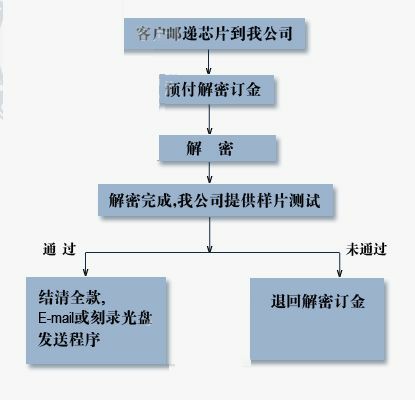 客户邮递芯片到我公司
预付解密订金
解 密
解密完成,我公司提供样片测试
通 过
未通过
结清全款,
E-mail或刻录光盘
发送程序
退回解密订金